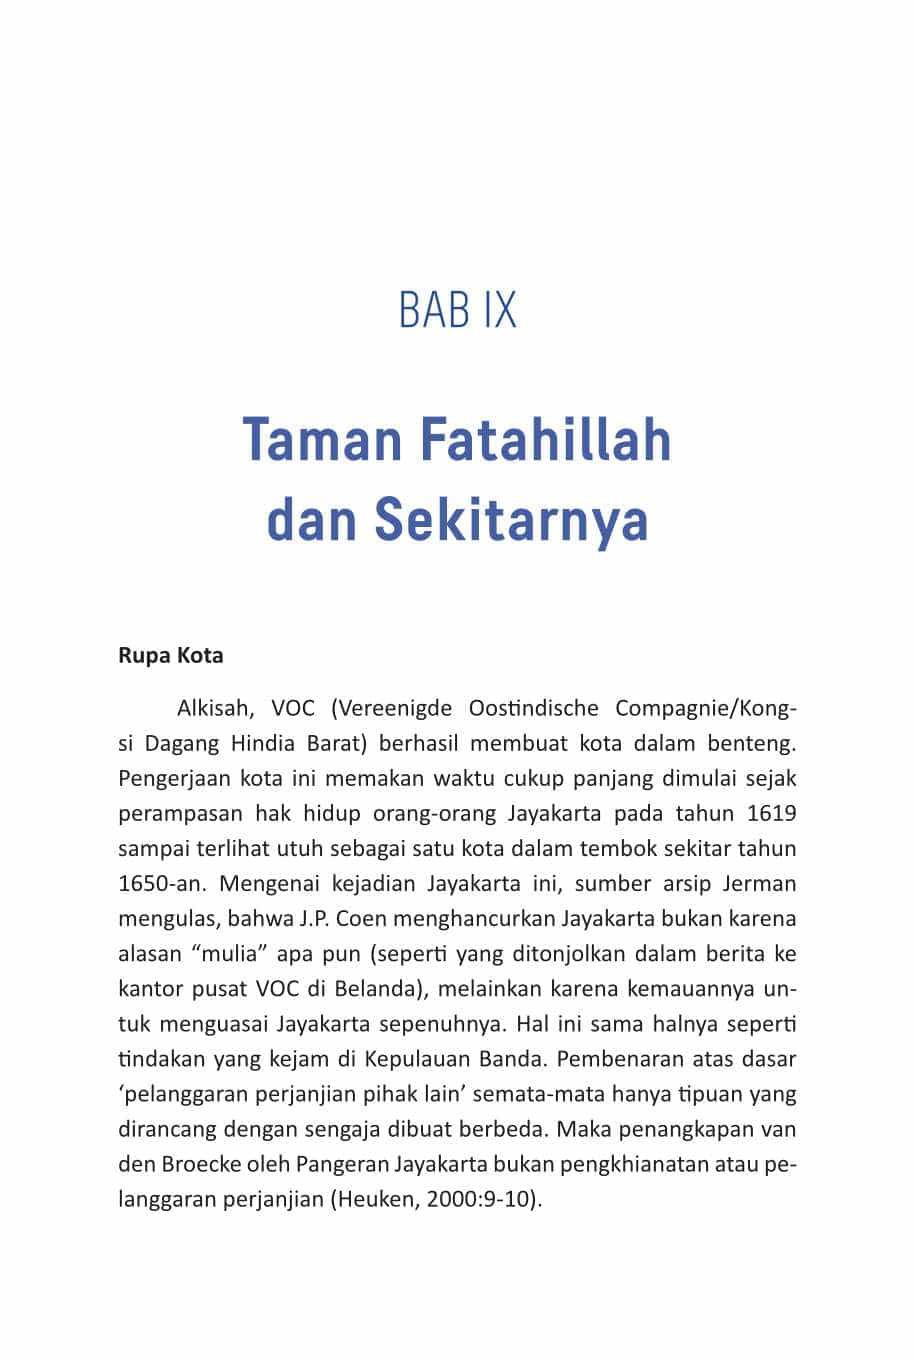 BAB IX
Taman Fatahillah
dan Sekitarnya
Rupa Kota
Alkisah, VOC (Vereenigde Oostindische Compagnie/Kong-
si Dagang Hindia Barat) berhasil membuat kota dalam benteng.
Pengerjaan kota ini memakan waktu cukup panjang dimulai sejak
perampasan hak hidup orang-orang Jayakarta pada tahun 1619
sampai terlihat utuh sebagai satu kota dalam tembok sekitar tahun
1650-an. Mengenai kejadian Jayakarta ini, sumber arsip Jerman
mengulas, bahwa J.P. Coen menghancurkan Jayakarta bukan karena
alasan “mulia” apa pun (seperti yang ditonjolkan dalam berita ke
kantor pusat VOC di Belanda), melainkan karena kemauannya un-
tuk menguasai Jayakarta sepenuhnya. Hal ini sama halnya seperti
tindakan yang kejam di Kepulauan Banda. Pembenaran atas dasar
‘pelanggaran perjanjian pihak lain’ semata-mata hanya tipuan yang
dirancang dengan sengaja dibuat berbeda. Maka penangkapan van
den Broecke oleh Pangeran Jayakarta bukan pengkhianatan atau pe-
langgaran perjanjian (Heuken, 2000:9-10).